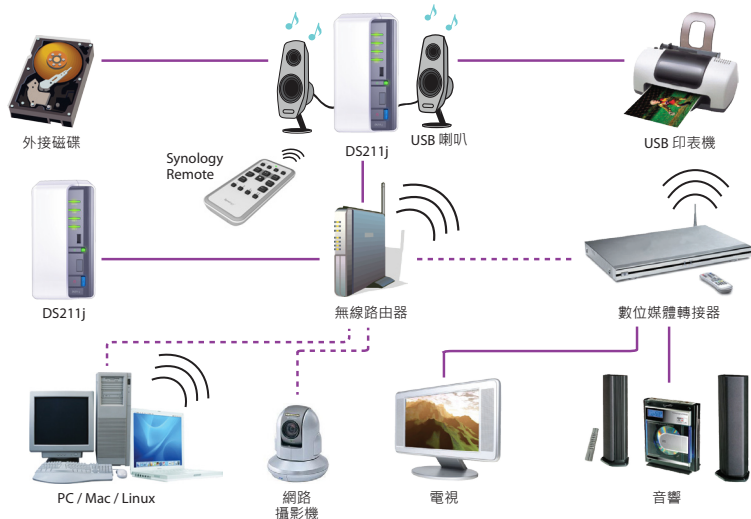 外接磁碟
DS211j
USB 喇叭
USB 印表機
Synology
Remote
DS211j
無線路由器
數位媒體轉接器
PC / Mac / Linux
網路
攝影機
電視
音響